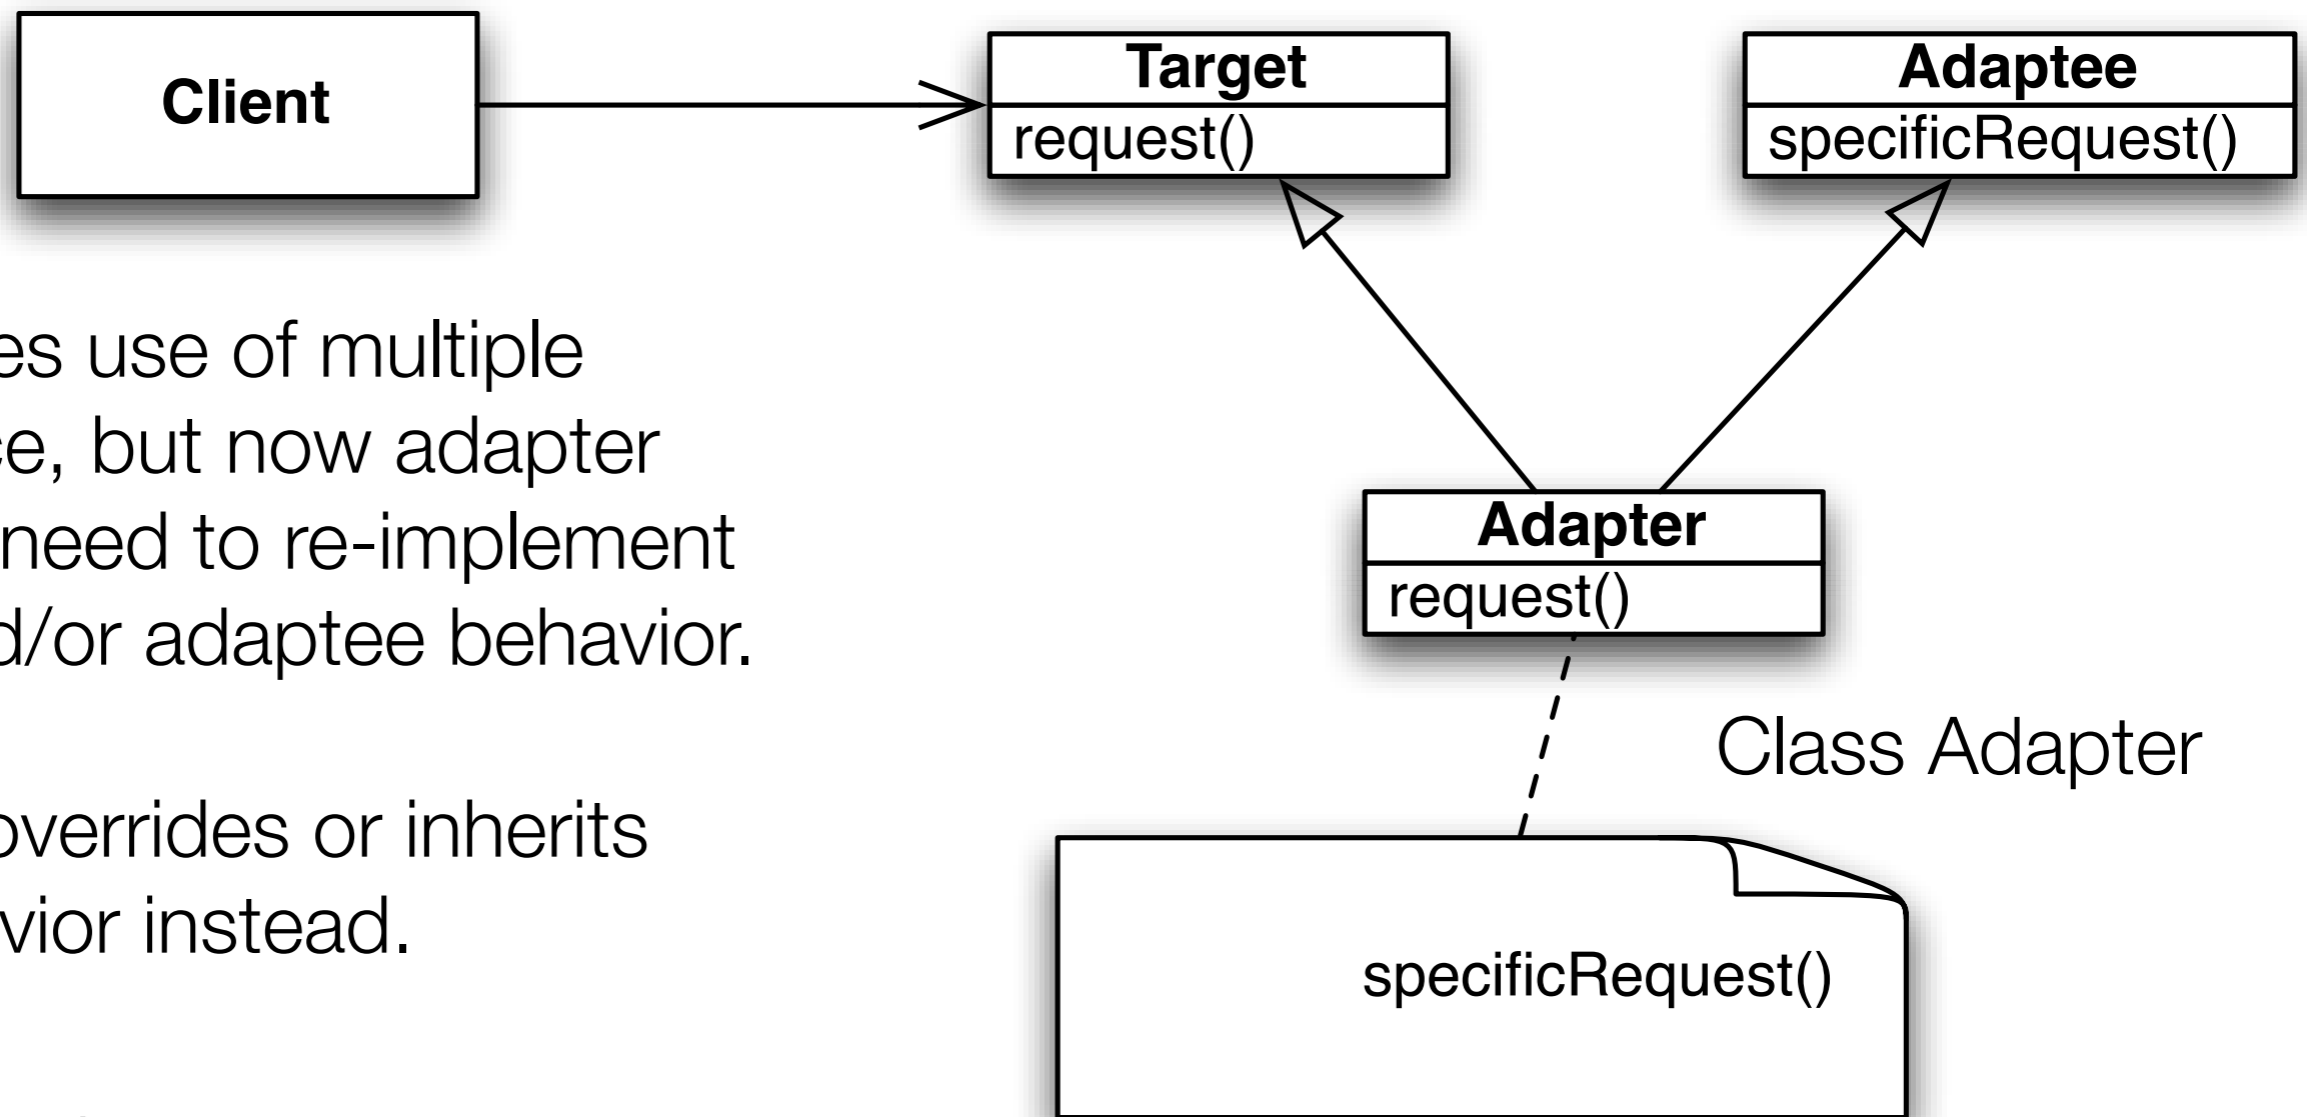 Client
Target
request()
Adaptee
specificRequest()
es use of multiple
ce, but now adapter
need to re-implement
d/or adaptee behavior.
overrides or inherits
vior instead.
Adapter
request()
Class Adapter
specificRequest()